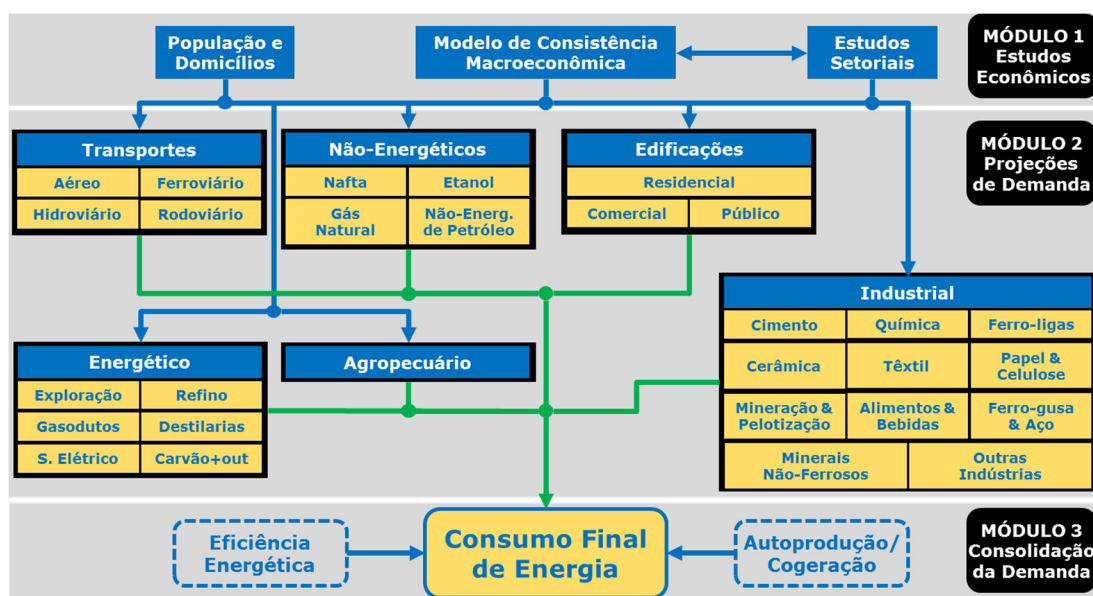 População e
Domicílios
Modelo de Consistência
Macroeconômica
Estudos
Setoriais
MÓDULO 1
Estudos
Econômicos
Transportes
Aéreo
Ferroviário
Hidroviário
Rodoviário
Não-Energéticos
Nafta
Etanol
Gás
Natural
Não-Energ.
de Petróleo
Edificações
Residencial
Comercial
Público
MÓDULO 2
Projeções
de Demanda
Industrial
Cimento
Química
Ferro-ligas
Cerâmica
Têxtil
Papel &
Celulose
Mineração &
Pelotização
Alimentos &
Bebidas
Ferro-gusa
& Aço
Minerais
Não-Ferrosos
Outras
Indústrias
Energético
Exploração
Refino
Gasodutos
Destilarias
S. Elétrico
Carvão+out
Agropecuário
Eficiência
Energética
Consumo Final
de Energia
Autoprodução/
Cogeração
MÓDULO 3
Consolidação
da Demanda